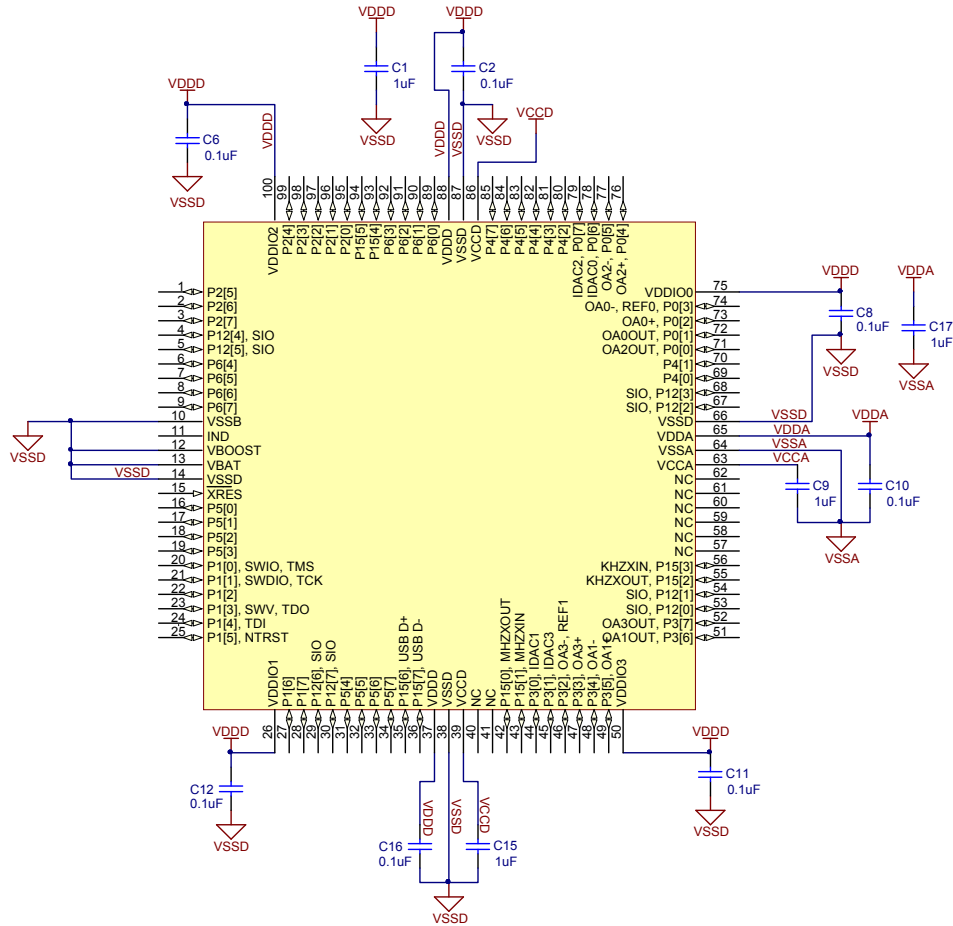 VDDD
VDDD
C1
1uF
C2
0.1uF
VSSD
VSSD
VDDD
VSSD
VCCD
VDDD
VDDD
C6
0.1uF
VSSD
100
99
98
97
96
95
94
93
92
91
90
89
88
87
86
85
84
83
82
81
80
79
78
77
76
VDDIO2
P2[4]
P2[3]
P2[2]
P2[1]
P2[0]
P15[5]
P15[4]
P6[3]
P6[2]
P6[1]
P6[0]
VDDD
VSSD
VCCD
P4[7]
P4[6]
P4[5]
P4[4]
P4[3]
P4[2]
IDAC2, P0[7]
IDAC0, P0[6]
OA2-, P0[5]
OA2+, P0[4]
1 P2[5]
2 P2[6]
3 P2[7]
4 P12[4], SIO
5 P12[5], SIO
6 P6[4]
7 P6[5]
8 P6[6]
9 P6[7]
10 VSSB
11 IND
12 VBOOST
13 VBAT
VSSD 14 VSSD
15 XRES
16 P5[0]
17 P5[1]
18 P5[2]
19 P5[3]
20 P1[0], SWIO, TMS
21 P1[1], SWDIO, TCK
22 P1[2]
23 P1[3], SWV, TDO
24 P1[4], TDI
25 P1[5], NTRST
VSSD
VDDIO0 75
OA0-, REF0, P0[3] 74
OA0+, P0[2] 73
OA0OUT, P0[1] 72
OA2OUT, P0[0] 71
P4[1] 70
P4[0] 69
SIO, P12[3] 68
SIO, P12[2] 67
VSSD 66 VSSD
VDDA 65 VDDA
VSSA 64 VSSA
VCCA 63 VCCA
NC 62
NC 61
NC 60
NC 59
NC 58
NC 57
KHZXIN, P15[3] 56
KHZXOUT, P15[2] 55
SIO, P12[1] 54
SIO, P12[0] 53
OA3OUT, P3[7] 52
OA1OUT, P3[6] 51
VDDD
VDDA
C8
0.1uF
C17
1uF
VSSD
VSSA
VDDA
C9
1uF
C10
0.1uF
VSSA
VDDIO1
P1[6]
P1[7]
P12[6], SIO
P12[7], SIO
P5[4]
P5[5]
P5[6]
P5[7]
P15[6], USB D+
P15[7], USB D-
VDDD
VSSD
VCCD
NC
NC
P15[0], MHZXOUT
P15[1], MHZXIN
P3[0], IDAC1
P3[1], IDAC3
P3[2], OA3-, REF1
P3[3], OA3+
P3[4], OA1-
P3[5], OA1+
VDDIO3
26
27
28
29
30
31
32
33
34
35
36
37
38
39
40
41
42
43
44
45
46
47
48
49
50
VDDD
C12
0.1uF
VSSD
VDDD
VSSD
VCCD
C16
0.1uF
C15
1uF
VSSD
VDDD
C11
0.1uF
VSSD